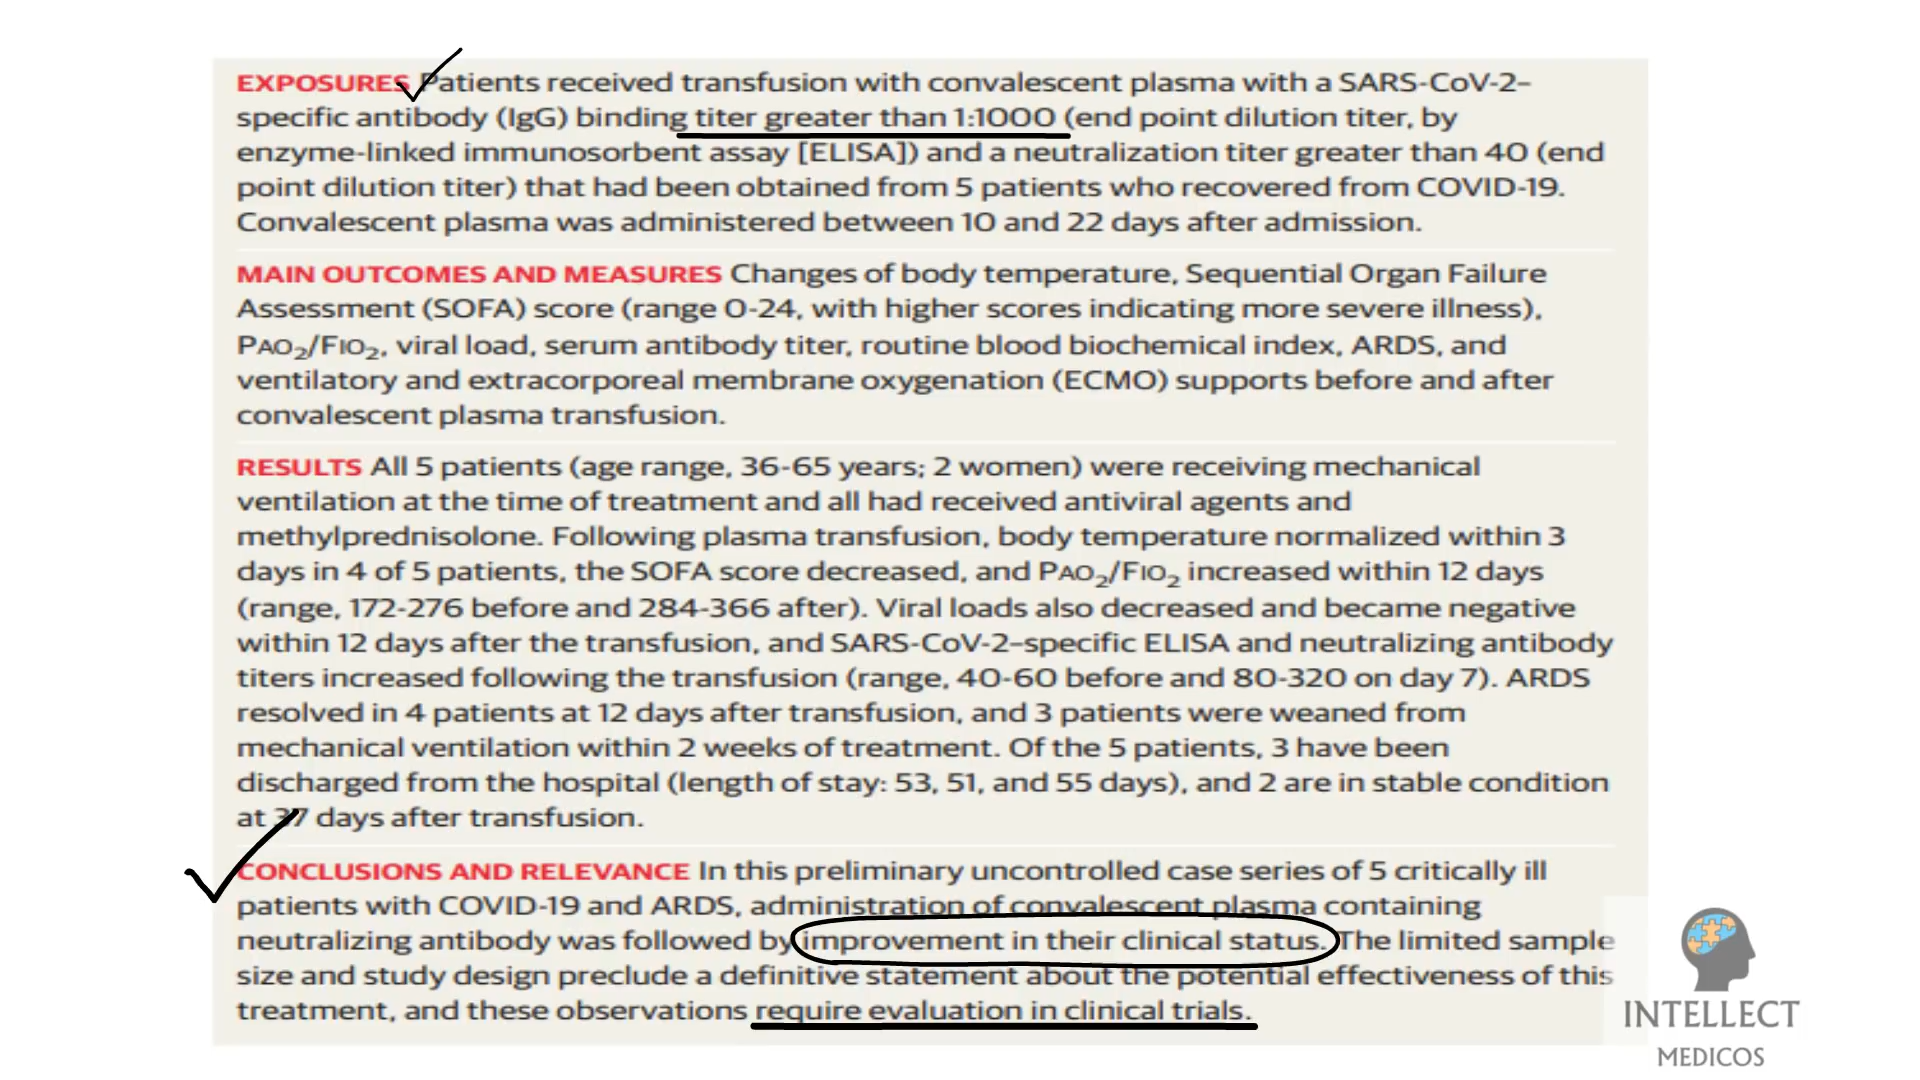 EXPOSURES Patients received transfusion with convalescent plasma with a SARS-CoV-2–
specific antibody (IgG) binding titer greater than 1:1000 (end point dilution titer, by
enzyme-linked immunosorbent assay [ELISA]) and a neutralization titer greater than 40 (end
point dilution titer) that had been obtained from 5 patients who recovered from COVID-19.
Convalescent plasma was administered between 10 and 22 days after admission.
MAIN OUTCOMES AND MEASURES Changes of body temperature, Sequential Organ Failure
Assessment (SOFA) score (range 0-24, with higher scores indicating more severe illness),
PAO2/FIO2, viral load, serum antibody titer, routine blood biochemical index, ARDS, and
ventilatory and extracorporeal membrane oxygenation (ECMO) supports before and after
convalescent plasma transfusion.
RESULTS All 5 patients (age range, 36-65 years; 2 women) were receiving mechanical
ventilation at the time of treatment and all had received antiviral agents and
methylprednisolone. Following plasma transfusion, body temperature normalized within 3
days in 4 of 5 patients, the SOFA score decreased, and PAO2/FIO2 increased within 12 days
(range, 172-276 before and 284-366 after). Viral loads also decreased and became negative
within 12 days after the transfusion, and SARS-CoV-2–specific ELISA and neutralizing antibody
titers increased following the transfusion (range, 40-60 before and 80-320 on day 7). ARDS
resolved in 4 patients at 12 days after transfusion, and 3 patients were weaned from
mechanical ventilation within 2 weeks of treatment. Of the 5 patients, 3 have been
discharged from the hospital (length of stay: 53, 51, and 55 days), and 2 are in stable condition
at 37 days after transfusion.
CONCLUSIONS AND RELEVANCE In this preliminary uncontrolled case series of 5 critically ill
patients with COVID-19 and ARDS, administration of convalescent plasma containing
neutralizing antibody was followed by improvement in their clinical status. The limited sample
size and study design preclude a definitive statement about the potential effectiveness of this
treatment, and these observations require evaluation in clinical trials.
INTELLECT
MEDICOS